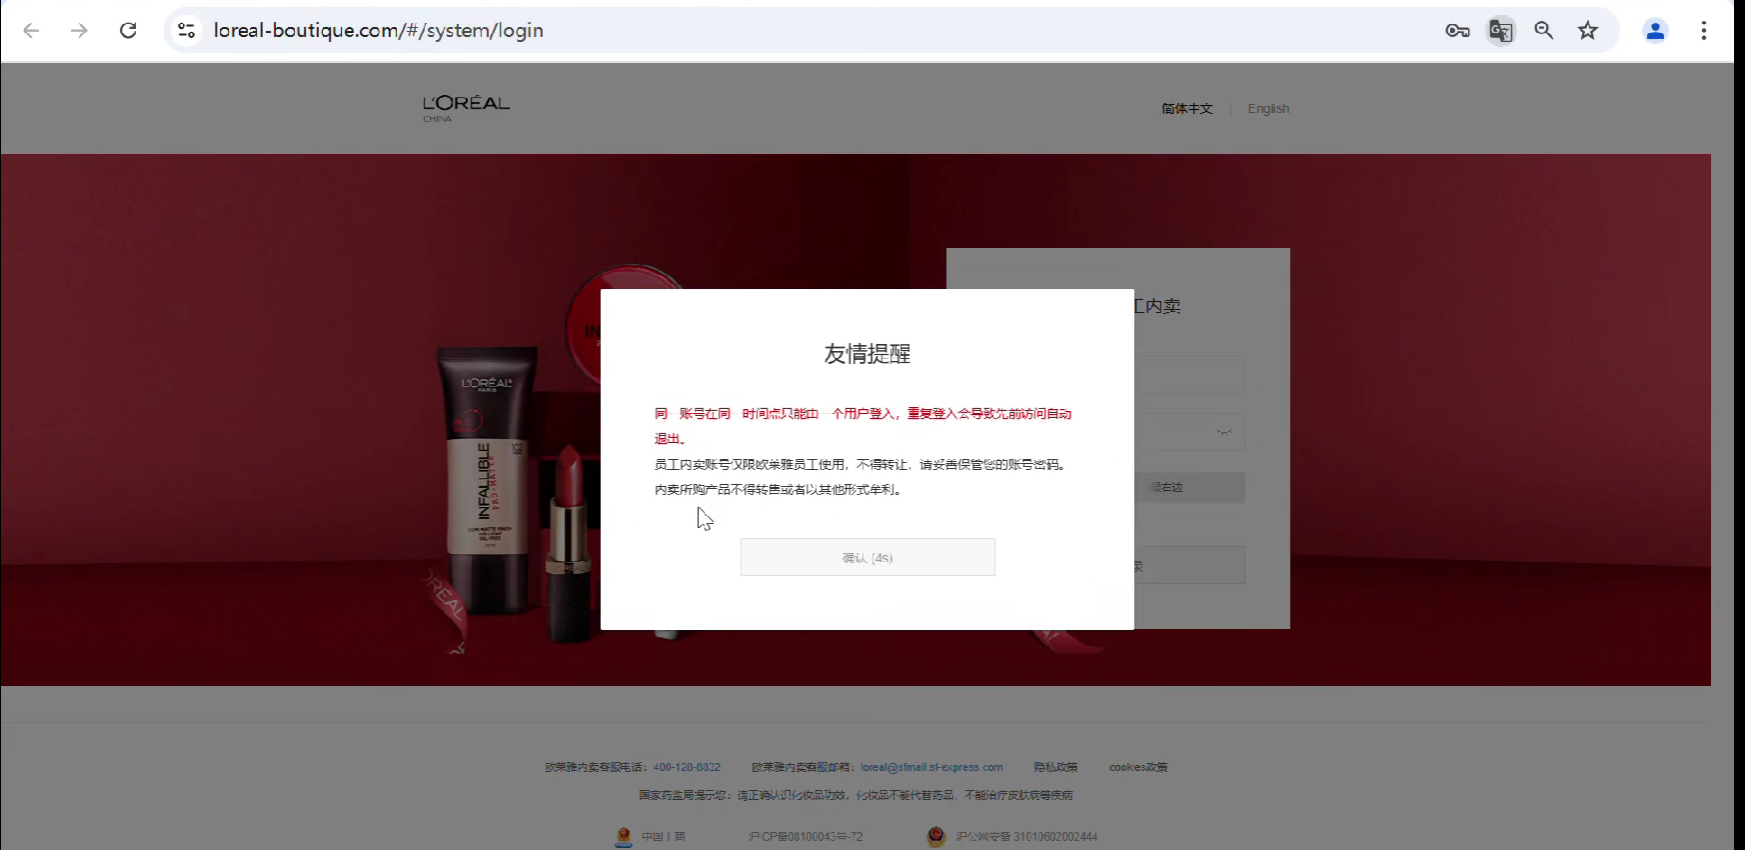 loreal-boutique.com/#/system/login
L'ORÉAL
CHINA
简体中文
English
工内卖
友情提醒
同一账号在同一时间点只能由一个用户登入，重复登入会导致先前访问自动
退出。
员工内卖账号仅限欧莱雅员工使用，不得转让，请妥善保管您的账号密码。
内卖所购产品不得转售或者以其他形式牟利。
确认 (4s)
最右边
录
L'ORÉAL
PARIS
INFALLIBLE
PRO-MATTE
102
IN
L'ORÉAL
欧莱雅内卖客服电话：400-128-8832
欧莱雅内卖客服邮箱：loreal@sfmail.sf-express.com
隐私政策
cookies政策
国家药监局提示您：请正确认识化妆品功效，化妆品不能代替药品，不能治疗皮肤病等疾病
中国工商
沪ICP备08100043号-72
沪公网安备 31010602002444